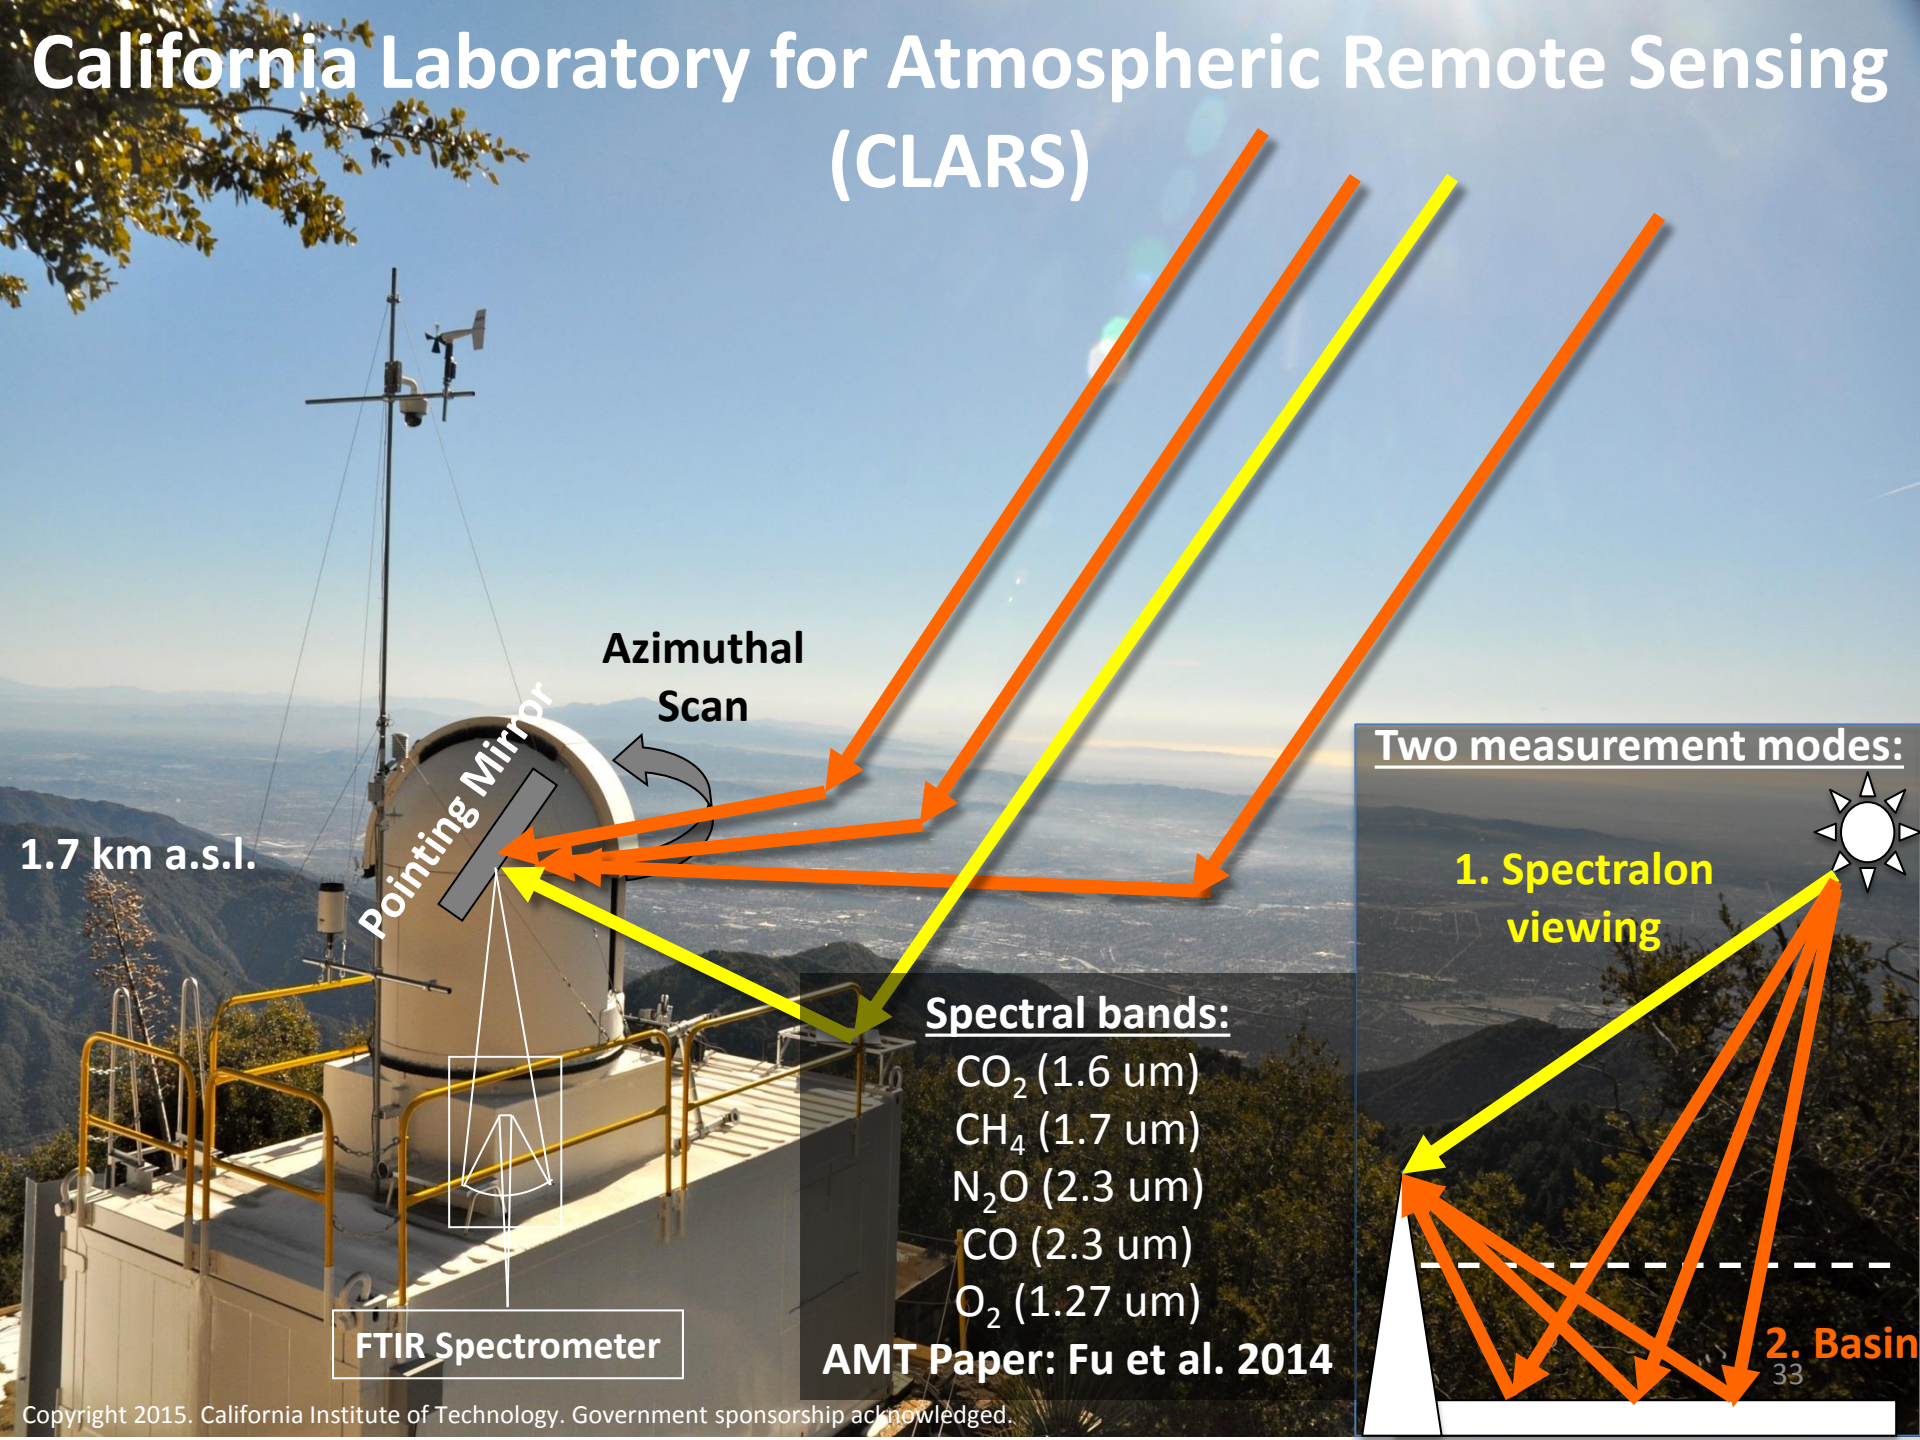 California Laboratory for Atmospheric Remote Sensing
(CLARS)
Azimuthal
Scan
Pointing Mirror
1.7 km a.s.l.
Two measurement modes:
1. Spectralon
viewing
Spectral bands:
CO₂ (1.6 um)
CH₄ (1.7 um)
N₂O (2.3 um)
CO (2.3 um)
O₂ (1.27 um)
AMT Paper: Fu et al. 2014
FTIR Spectrometer
2. Basin
33
Copyright 2015. California Institute of Technology. Government sponsorship acknowledged.